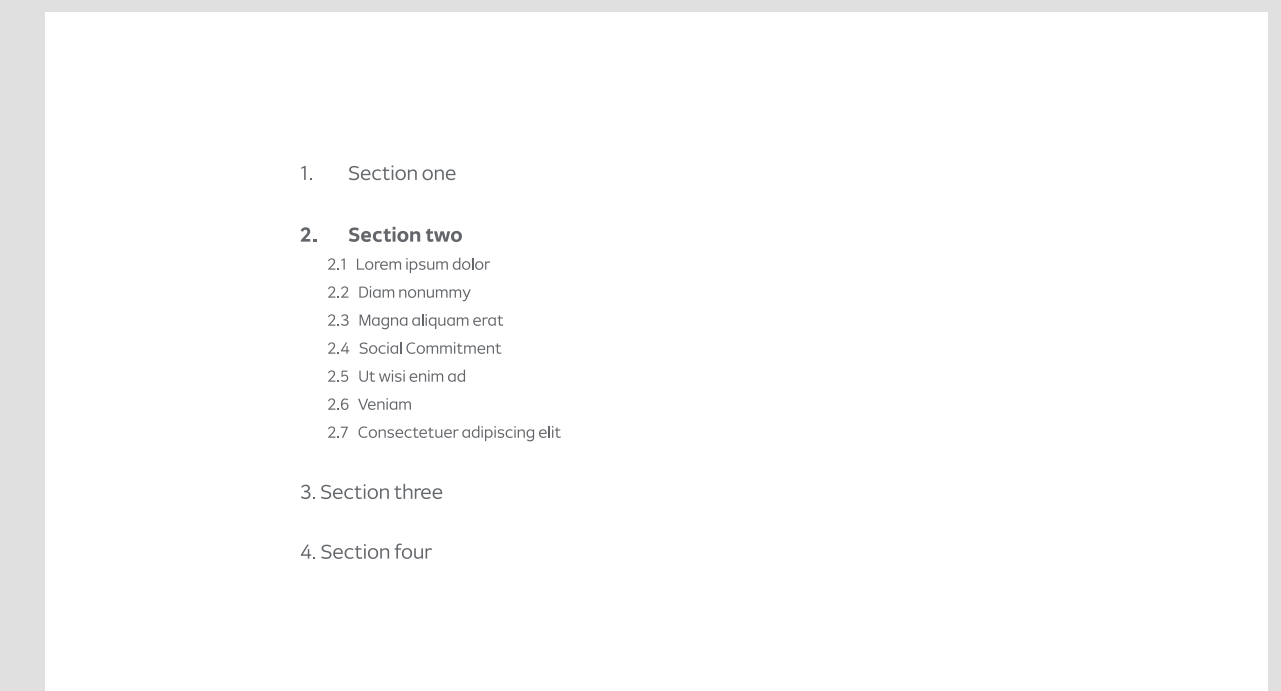 1. Section one
2. Section two
2.1 Lorem ipsum dolor
2.2 Diam nonummy
2.3 Magna aliquam erat
2.4 Social Commitment
2.5 Ut wisi enim ad
2.6 Veniam
2.7 Consectetuer adipiscing elit
3. Section three
4. Section four